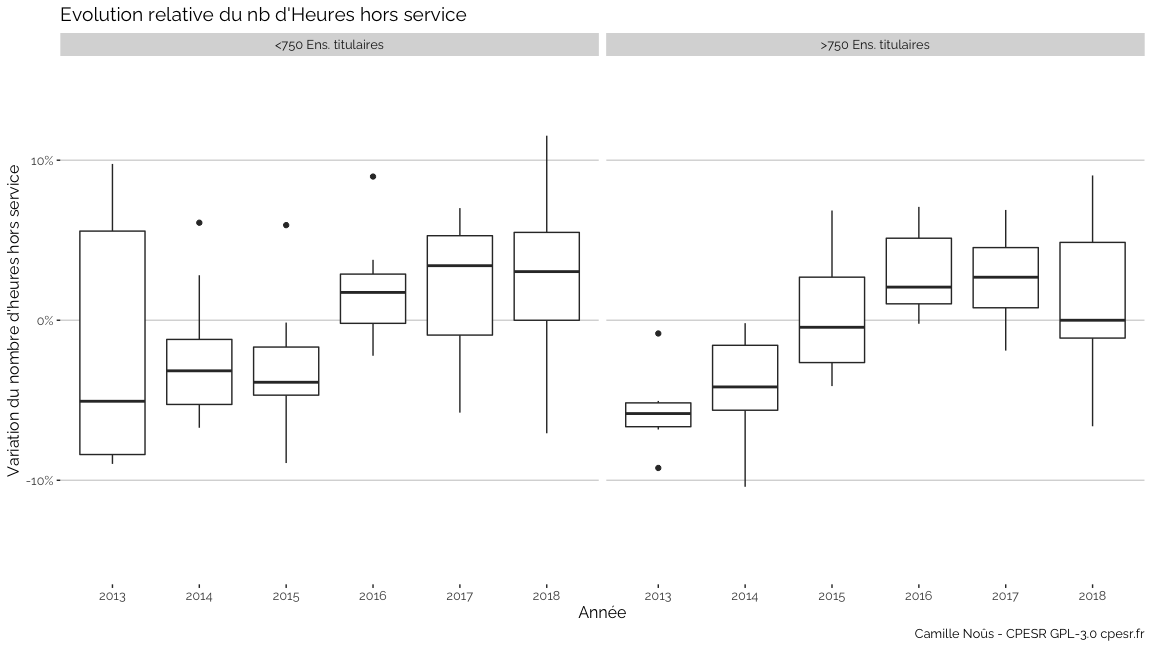 Evolution relative du nb d'Heures hors service
<750 Ens. titulaires
>750 Ens. titulaires
Variation du nombre d'heures hors service
10%
0%
-10%
2013 2014 2015 2016 2017 2018
2013 2014 2015 2016 2017 2018
Année
Camille Noûs - CPESR GPL-3.0 cpesr.fr